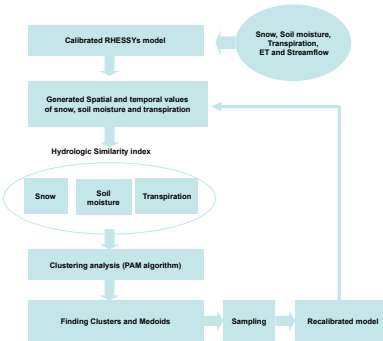 Calibrated RHESSYs model
Snow, Soil moisture,
Transpiration,
ET and Streamflow
Generated Spatial and temporal values
of snow, soil moisture and transpiration
Hydrologic Similarity index
Snow
Soil
moisture
Transpiration
Clustering analysis (PAM algorithm)
Finding Clusters and Medoids
Sampling
Recalibrated model